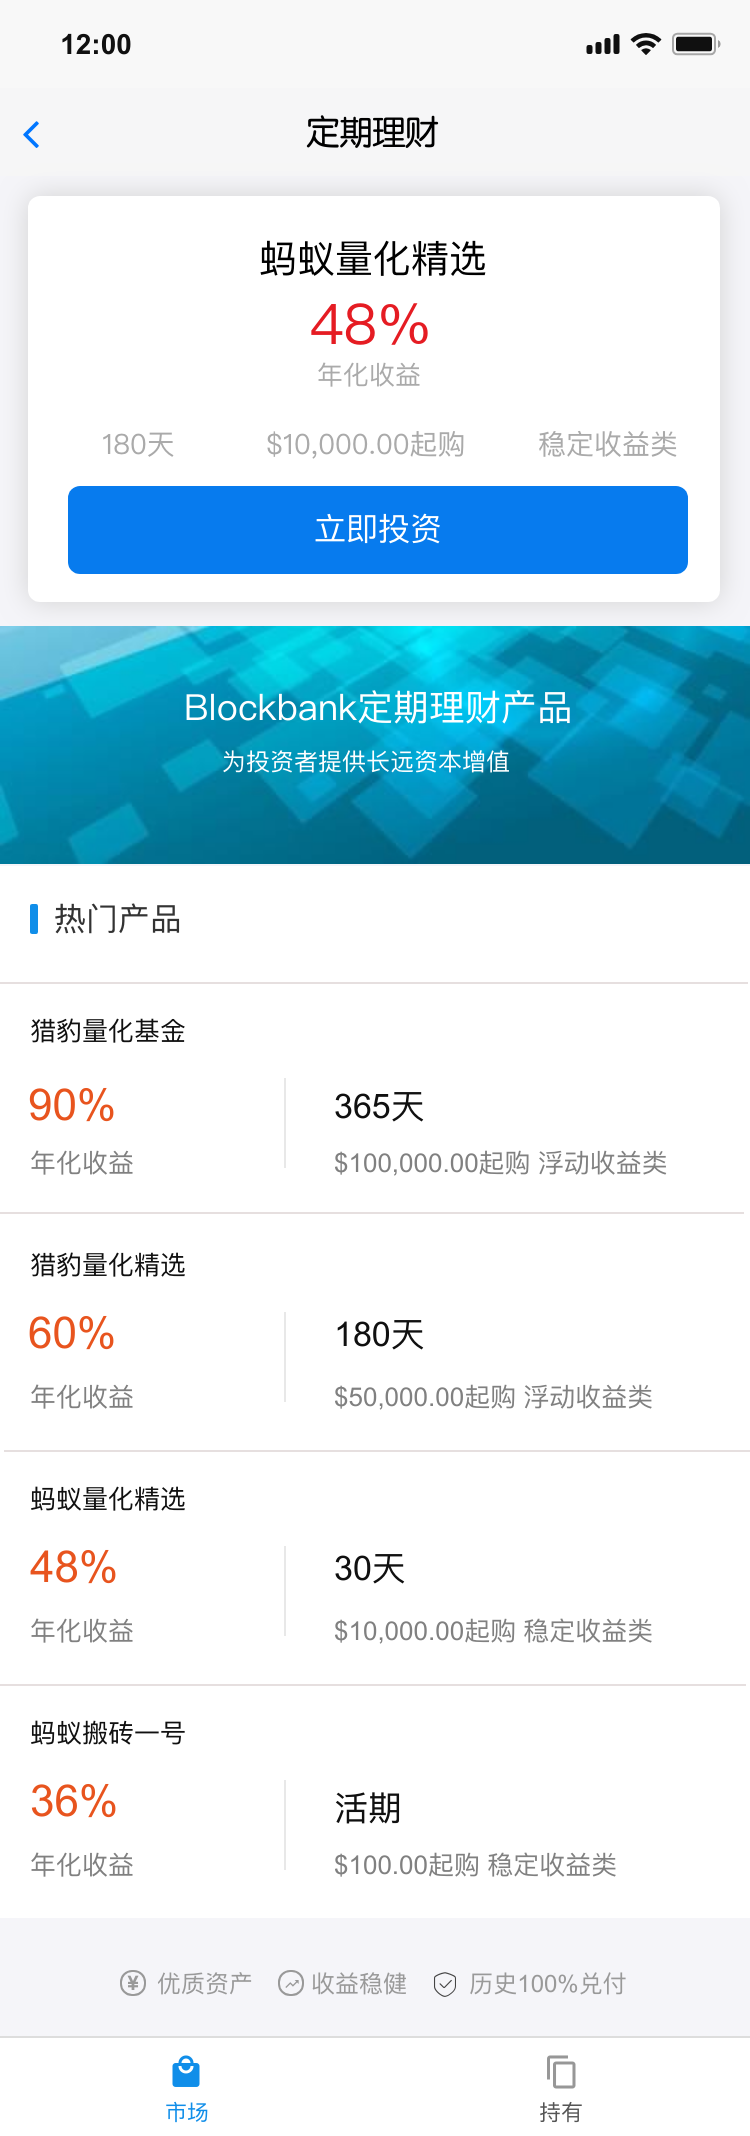 12:00
定期理财
蚂蚁量化精选
48%
年化收益
180天 $10,000.00起购 稳定收益类
立即投资
Blockbank定期理财产品
为投资者提供长远资本增值
热门产品
猎豹量化基金
90% 365天
年化收益 $100,000.00起购 浮动收益类
猎豹量化精选
60% 180天
年化收益 $50,000.00起购 浮动收益类
蚂蚁量化精选
48% 30天
年化收益 $10,000.00起购 稳定收益类
蚂蚁搬砖一号
36% 活期
年化收益 $100.00起购 稳定收益类
¥ 优质资产 收益稳健 历史100%兑付
市场 持有